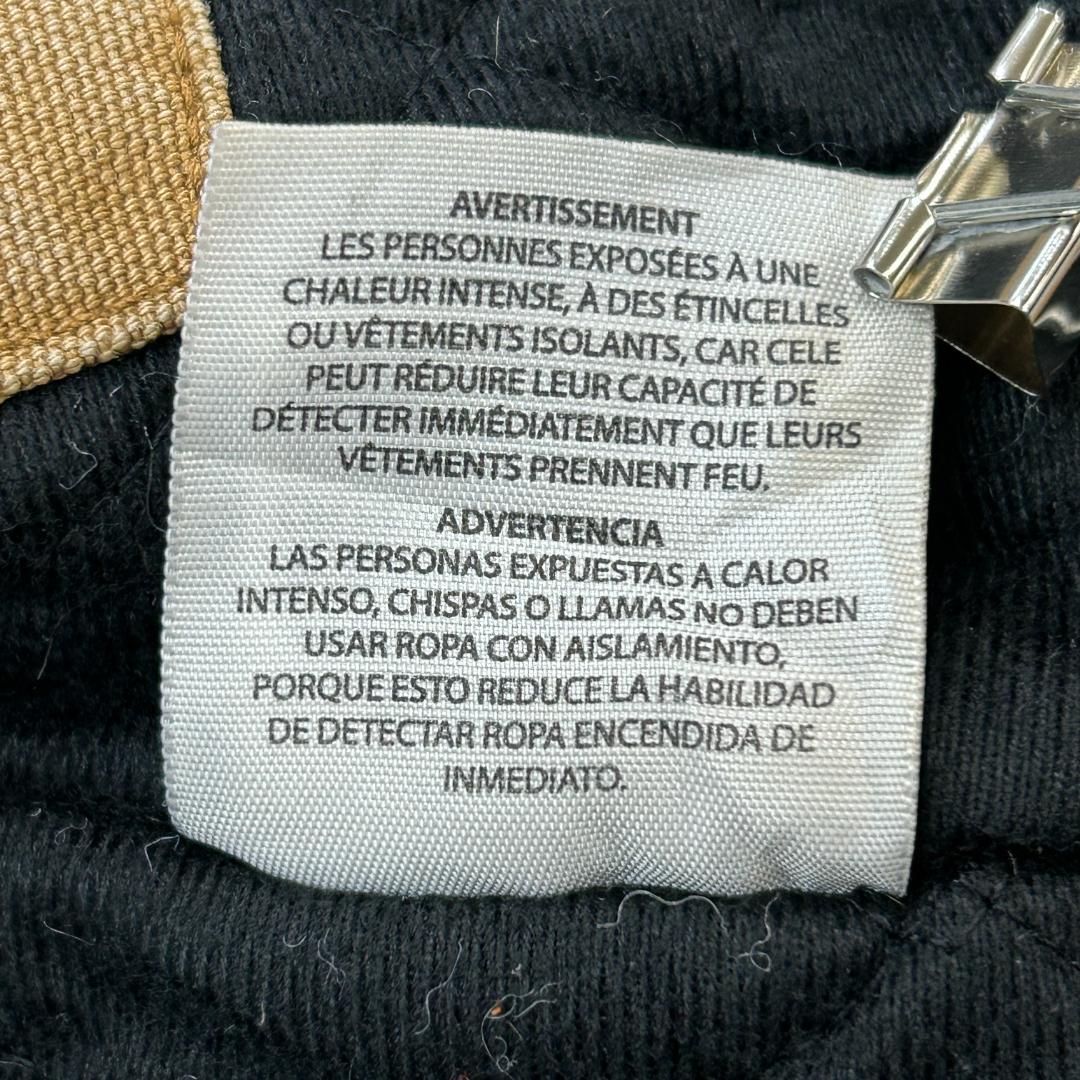 AVERTISSEMENT
LES PERSONNES EXPOSÉES À UNE
CHALEUR INTENSE, À DES ÉTINCELLES
OU VÊTEMENTS ISOLANTS, CAR CELE
PEUT RÉDUIRE LEUR CAPACITÉ DE
DÉTECTER IMMÉDIATEMENT QUE LEURS
VÊTEMENTS PRENNENT FEU.
ADVERTENCIA
LAS PERSONAS EXPUESTAS A CALOR
INTENSO, CHISPAS O LLAMAS NO DEBEN
USAR ROPA CON AISLAMIENTO,
PORQUE ESTO REDUCE LA HABILIDAD
DE DETECTAR ROPA ENCENDIDA DE
INMEDIATO.